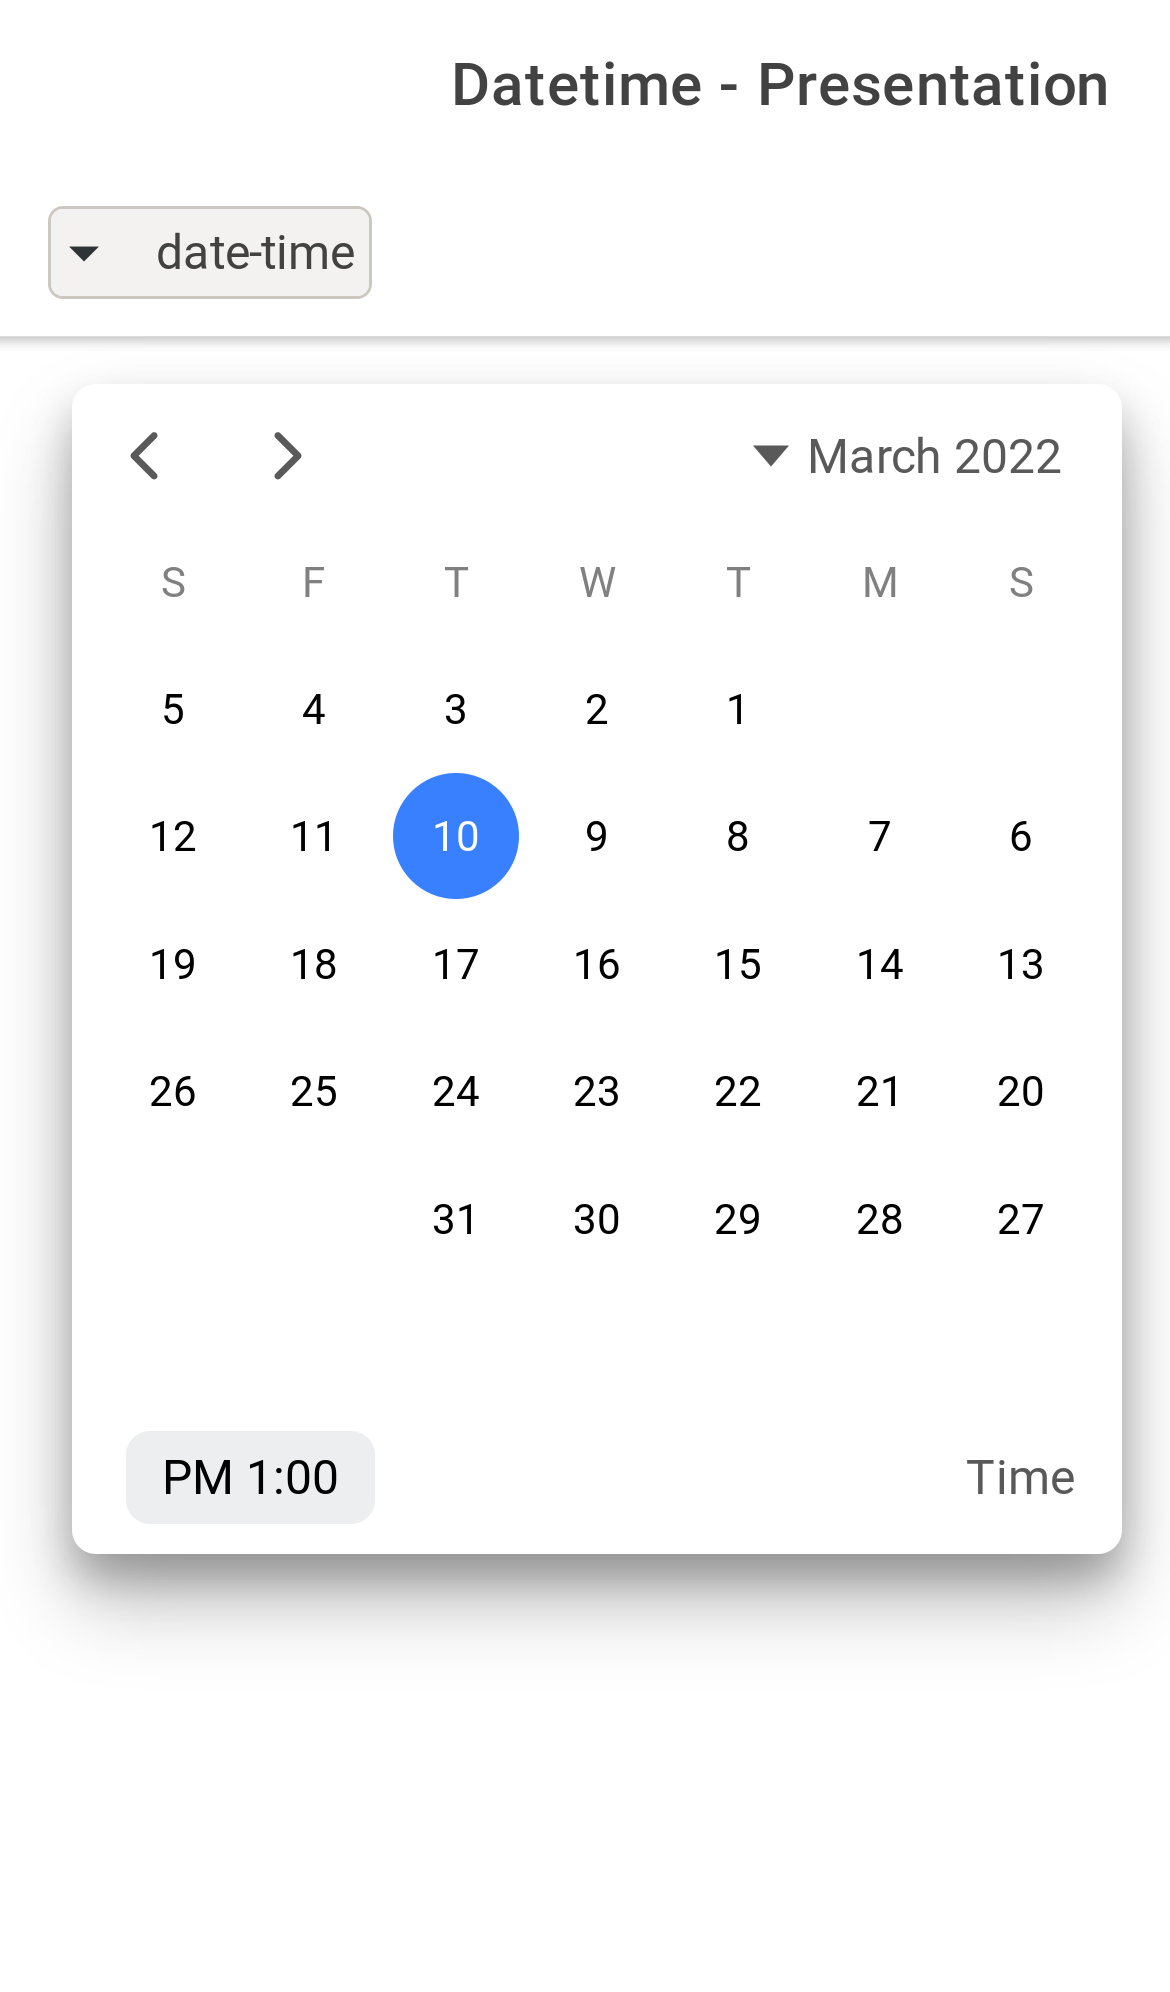 Datetime - Presentation
date-time
March 2022
S F T W T M S
5 4 3 2 1
12 11 10 9 8 7 6
19 18 17 16 15 14 13
26 25 24 23 22 21 20
31 30 29 28 27
PM 1:00 Time